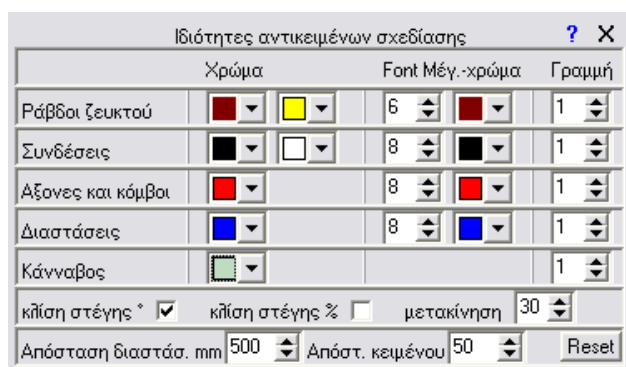 Ιδιότητες αντικειμένων σχεδίασης ? X
Χρώμα Font Μέγ.-χρώμα Γραμμή
Ράβδοι ζευκτού 6 1
Συνδέσεις 8 1
Αξονες και κόμβοι 8 1
Διαστάσεις 8 1
Κάνναβος 1
κλίση στέγης ° κλίση στέγης % μετακίνηση 30
Απόσταση διαστάσ. mm 500 Απόστ. κειμένου 50 Reset